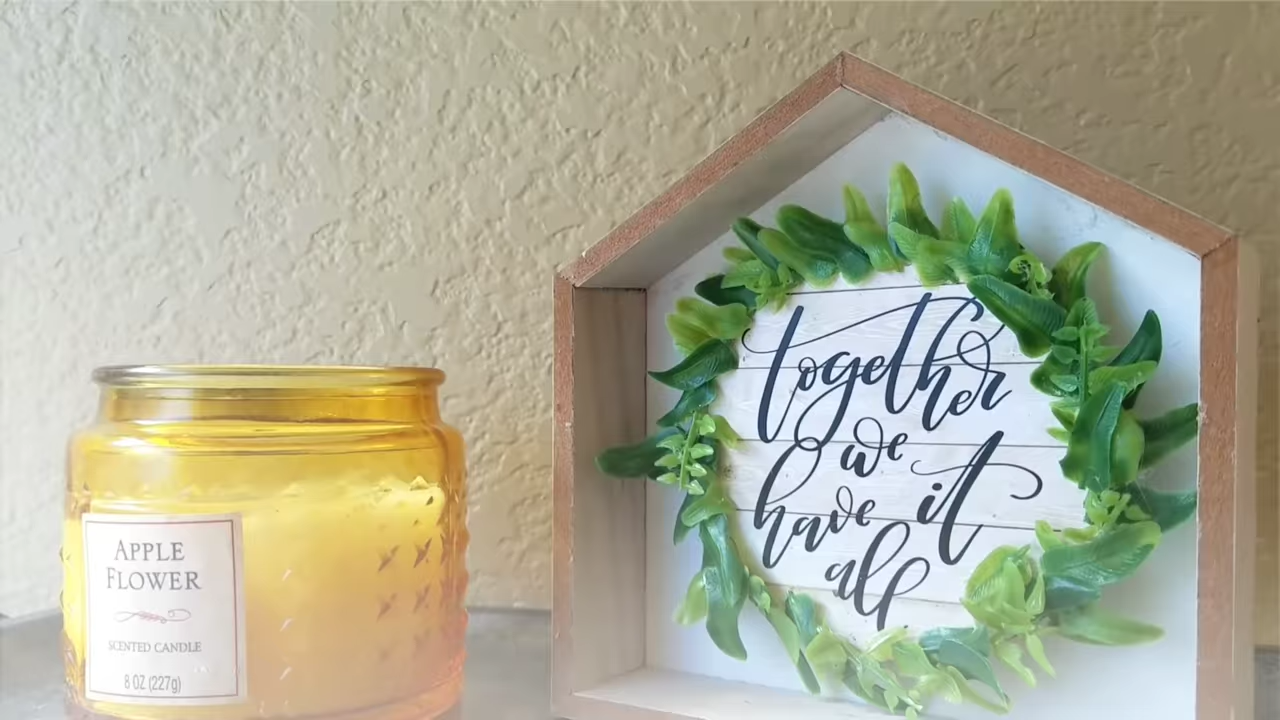 APPLE
FLOWER
SCENTED CANDLE
8 OZ (227g)
together
we
have it
all